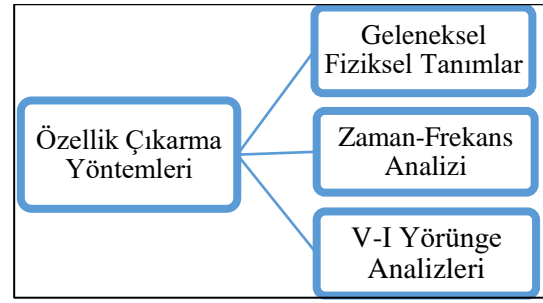 Özellik Çıkarma
Yöntemleri
Geleneksel
Fiziksel Tanımlar
Zaman-Frekans
Analizi
V-I Yörünge
Analizleri